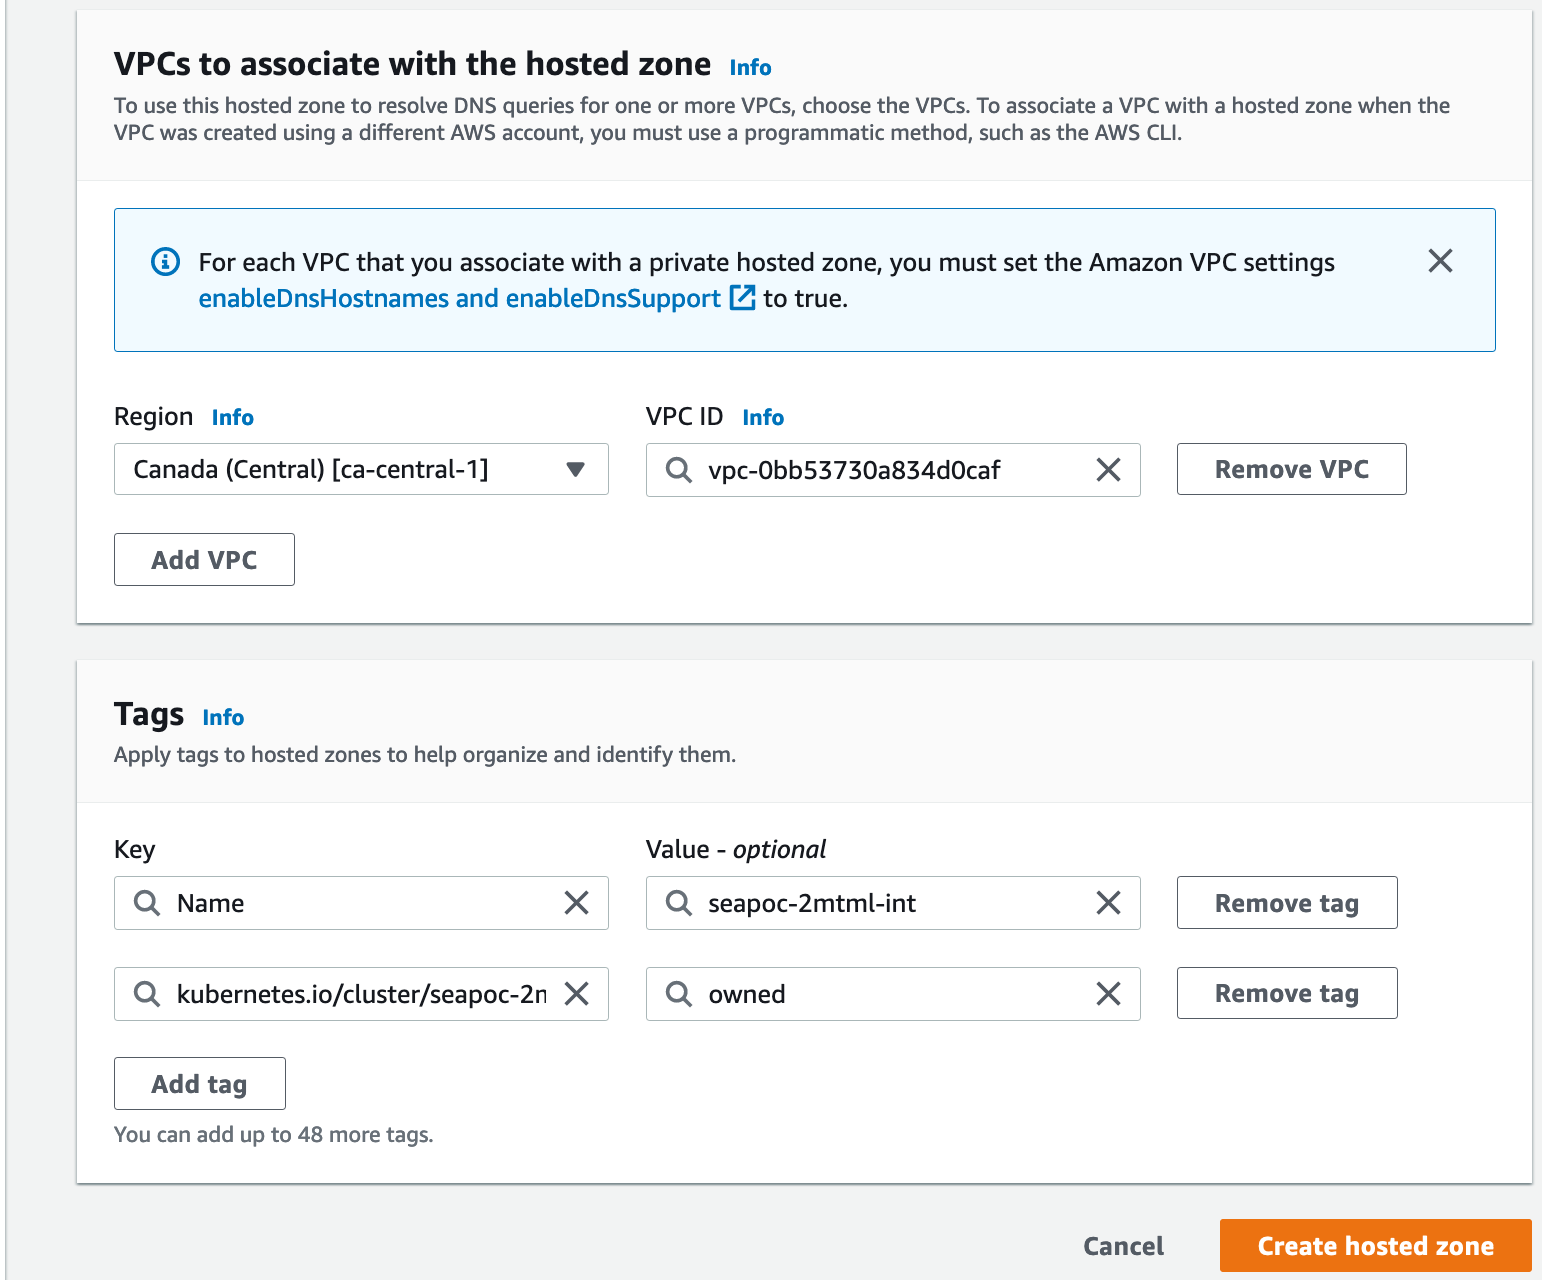 VPCs to associate with the hosted zone Info
To use this hosted zone to resolve DNS queries for one or more VPCs, choose the VPCs. To associate a VPC with a hosted zone when the
VPC was created using a different AWS account, you must use a programmatic method, such as the AWS CLI.
For each VPC that you associate with a private hosted zone, you must set the Amazon VPC settings
enableDnsHostnames and enableDnsSupport to true.
Region Info VPC ID Info
Canada (Central) [ca-central-1] vpc-0bb53730a834d0caf Remove VPC
Add VPC
Tags Info
Apply tags to hosted zones to help organize and identify them.
Key Value - optional
Name seapoc-2mtml-int Remove tag
kubernetes.io/cluster/seapoc-2m owned Remove tag
Add tag
You can add up to 48 more tags.
Cancel Create hosted zone